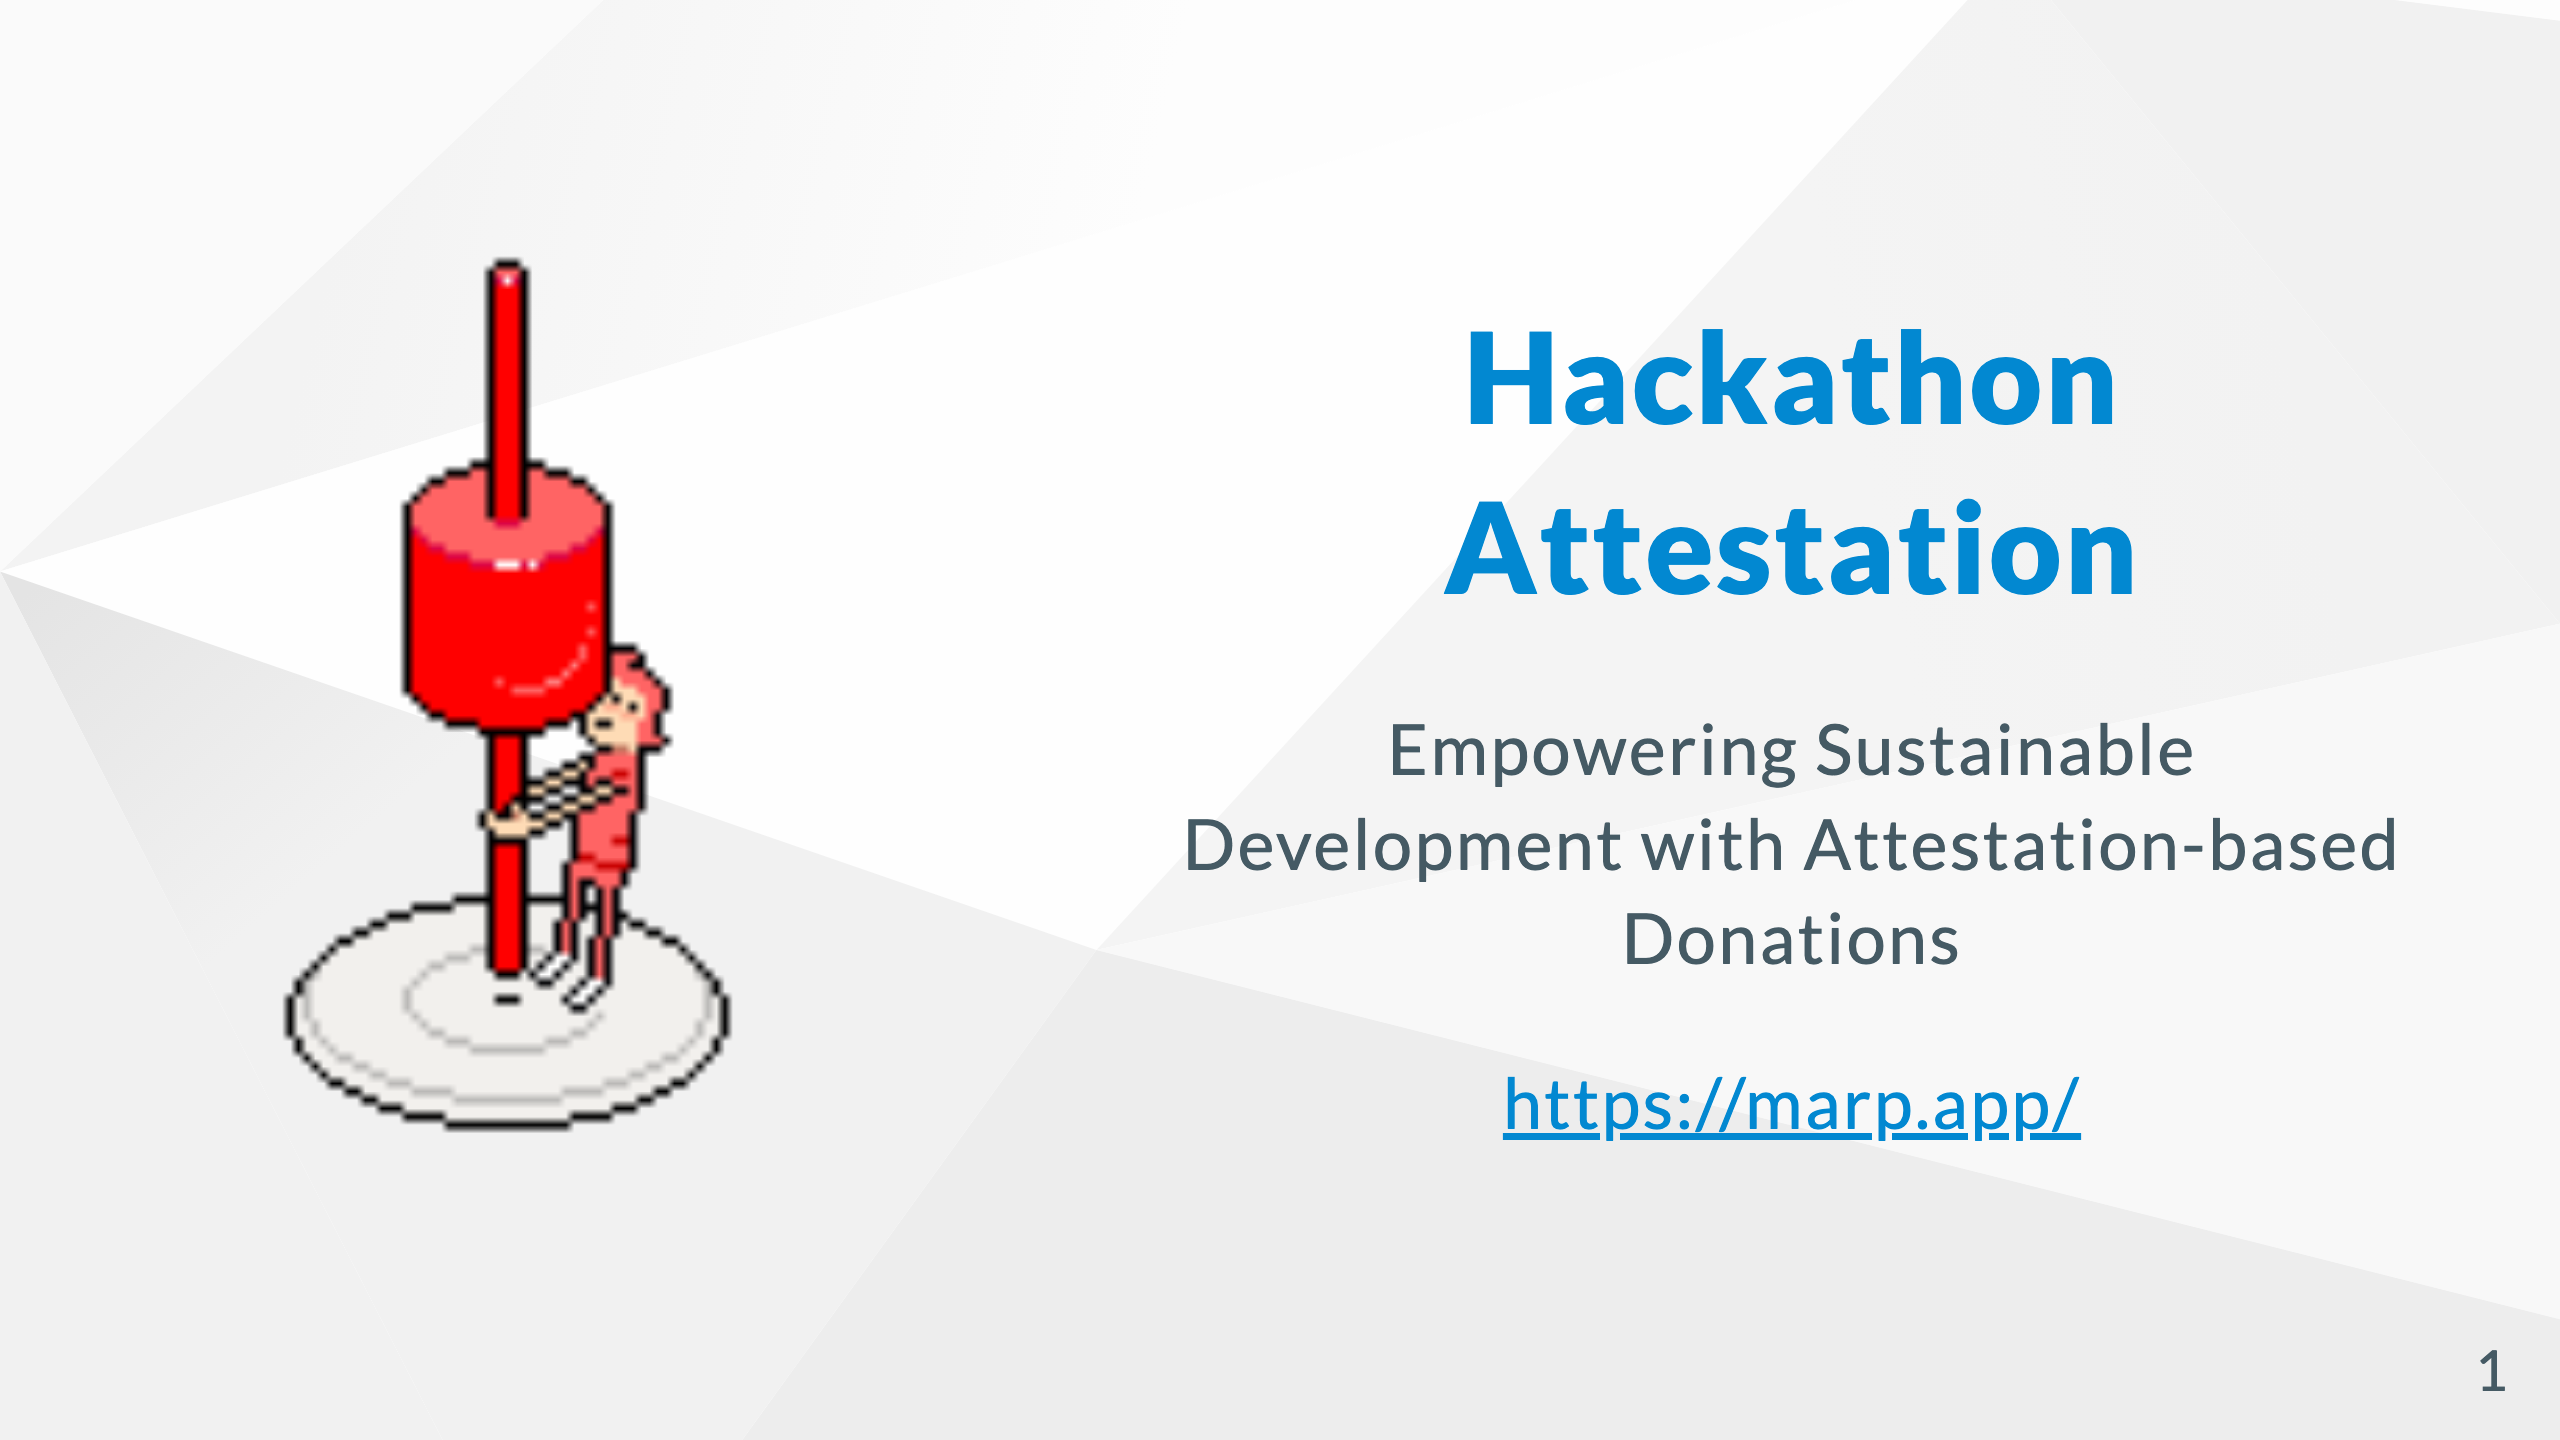 Hackathon
Attestation
Empowering Sustainable
Development with Attestation-based
Donations
https://marp.app/
1